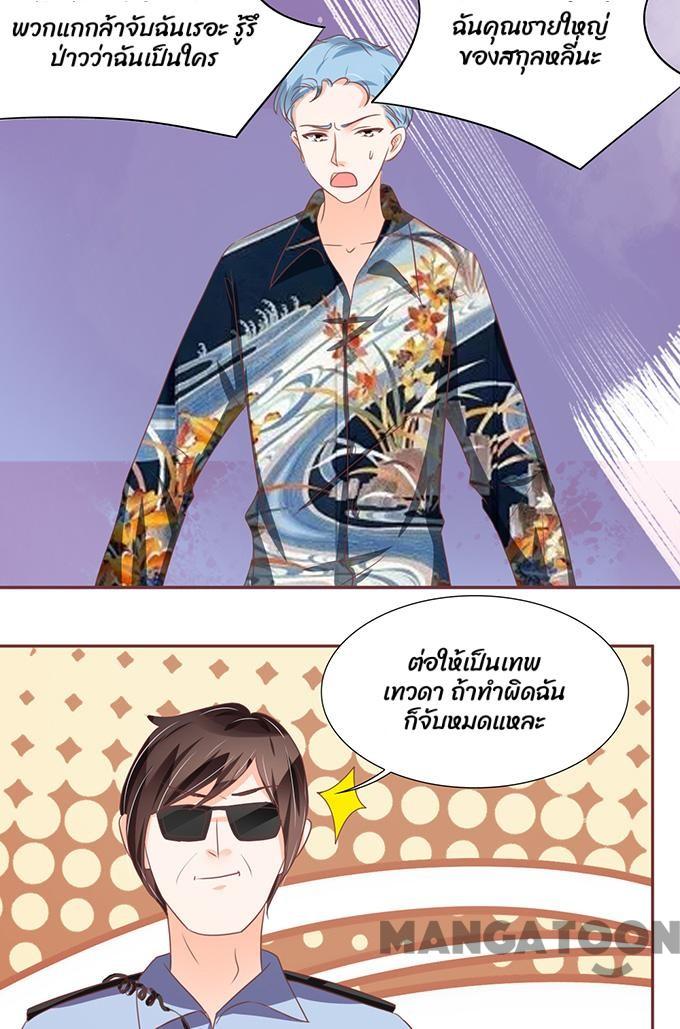 พวกแกกล้าจับฉันเรอะ รู้รึ
ป่าวว่าฉันเป็นใคร
ฉันคุณชายใหญ่
ของสกุลหลี่นะ
ต่อให้เป็นเทพ
เทวดา ถ้าทำผิดฉัน
ก็จับหมดแหละ
MANGATOON